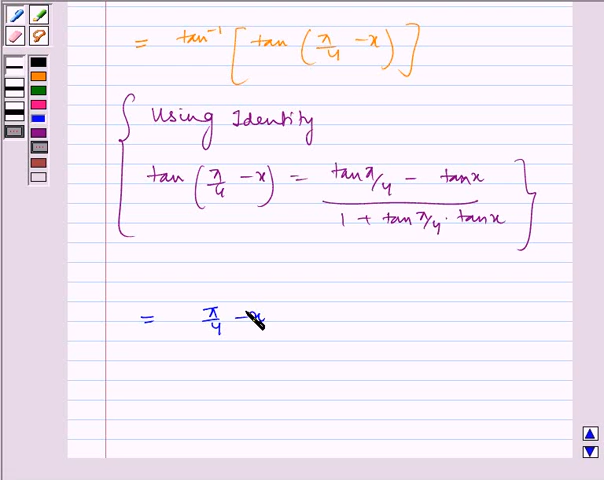 = tan⁻¹ [ tan ( π/4 - x ) ]
Using Identity
tan ( π/4 - x ) = (tan π/4 - tan x) / (1 + tan π/4 · tan x)
= π/4 - x